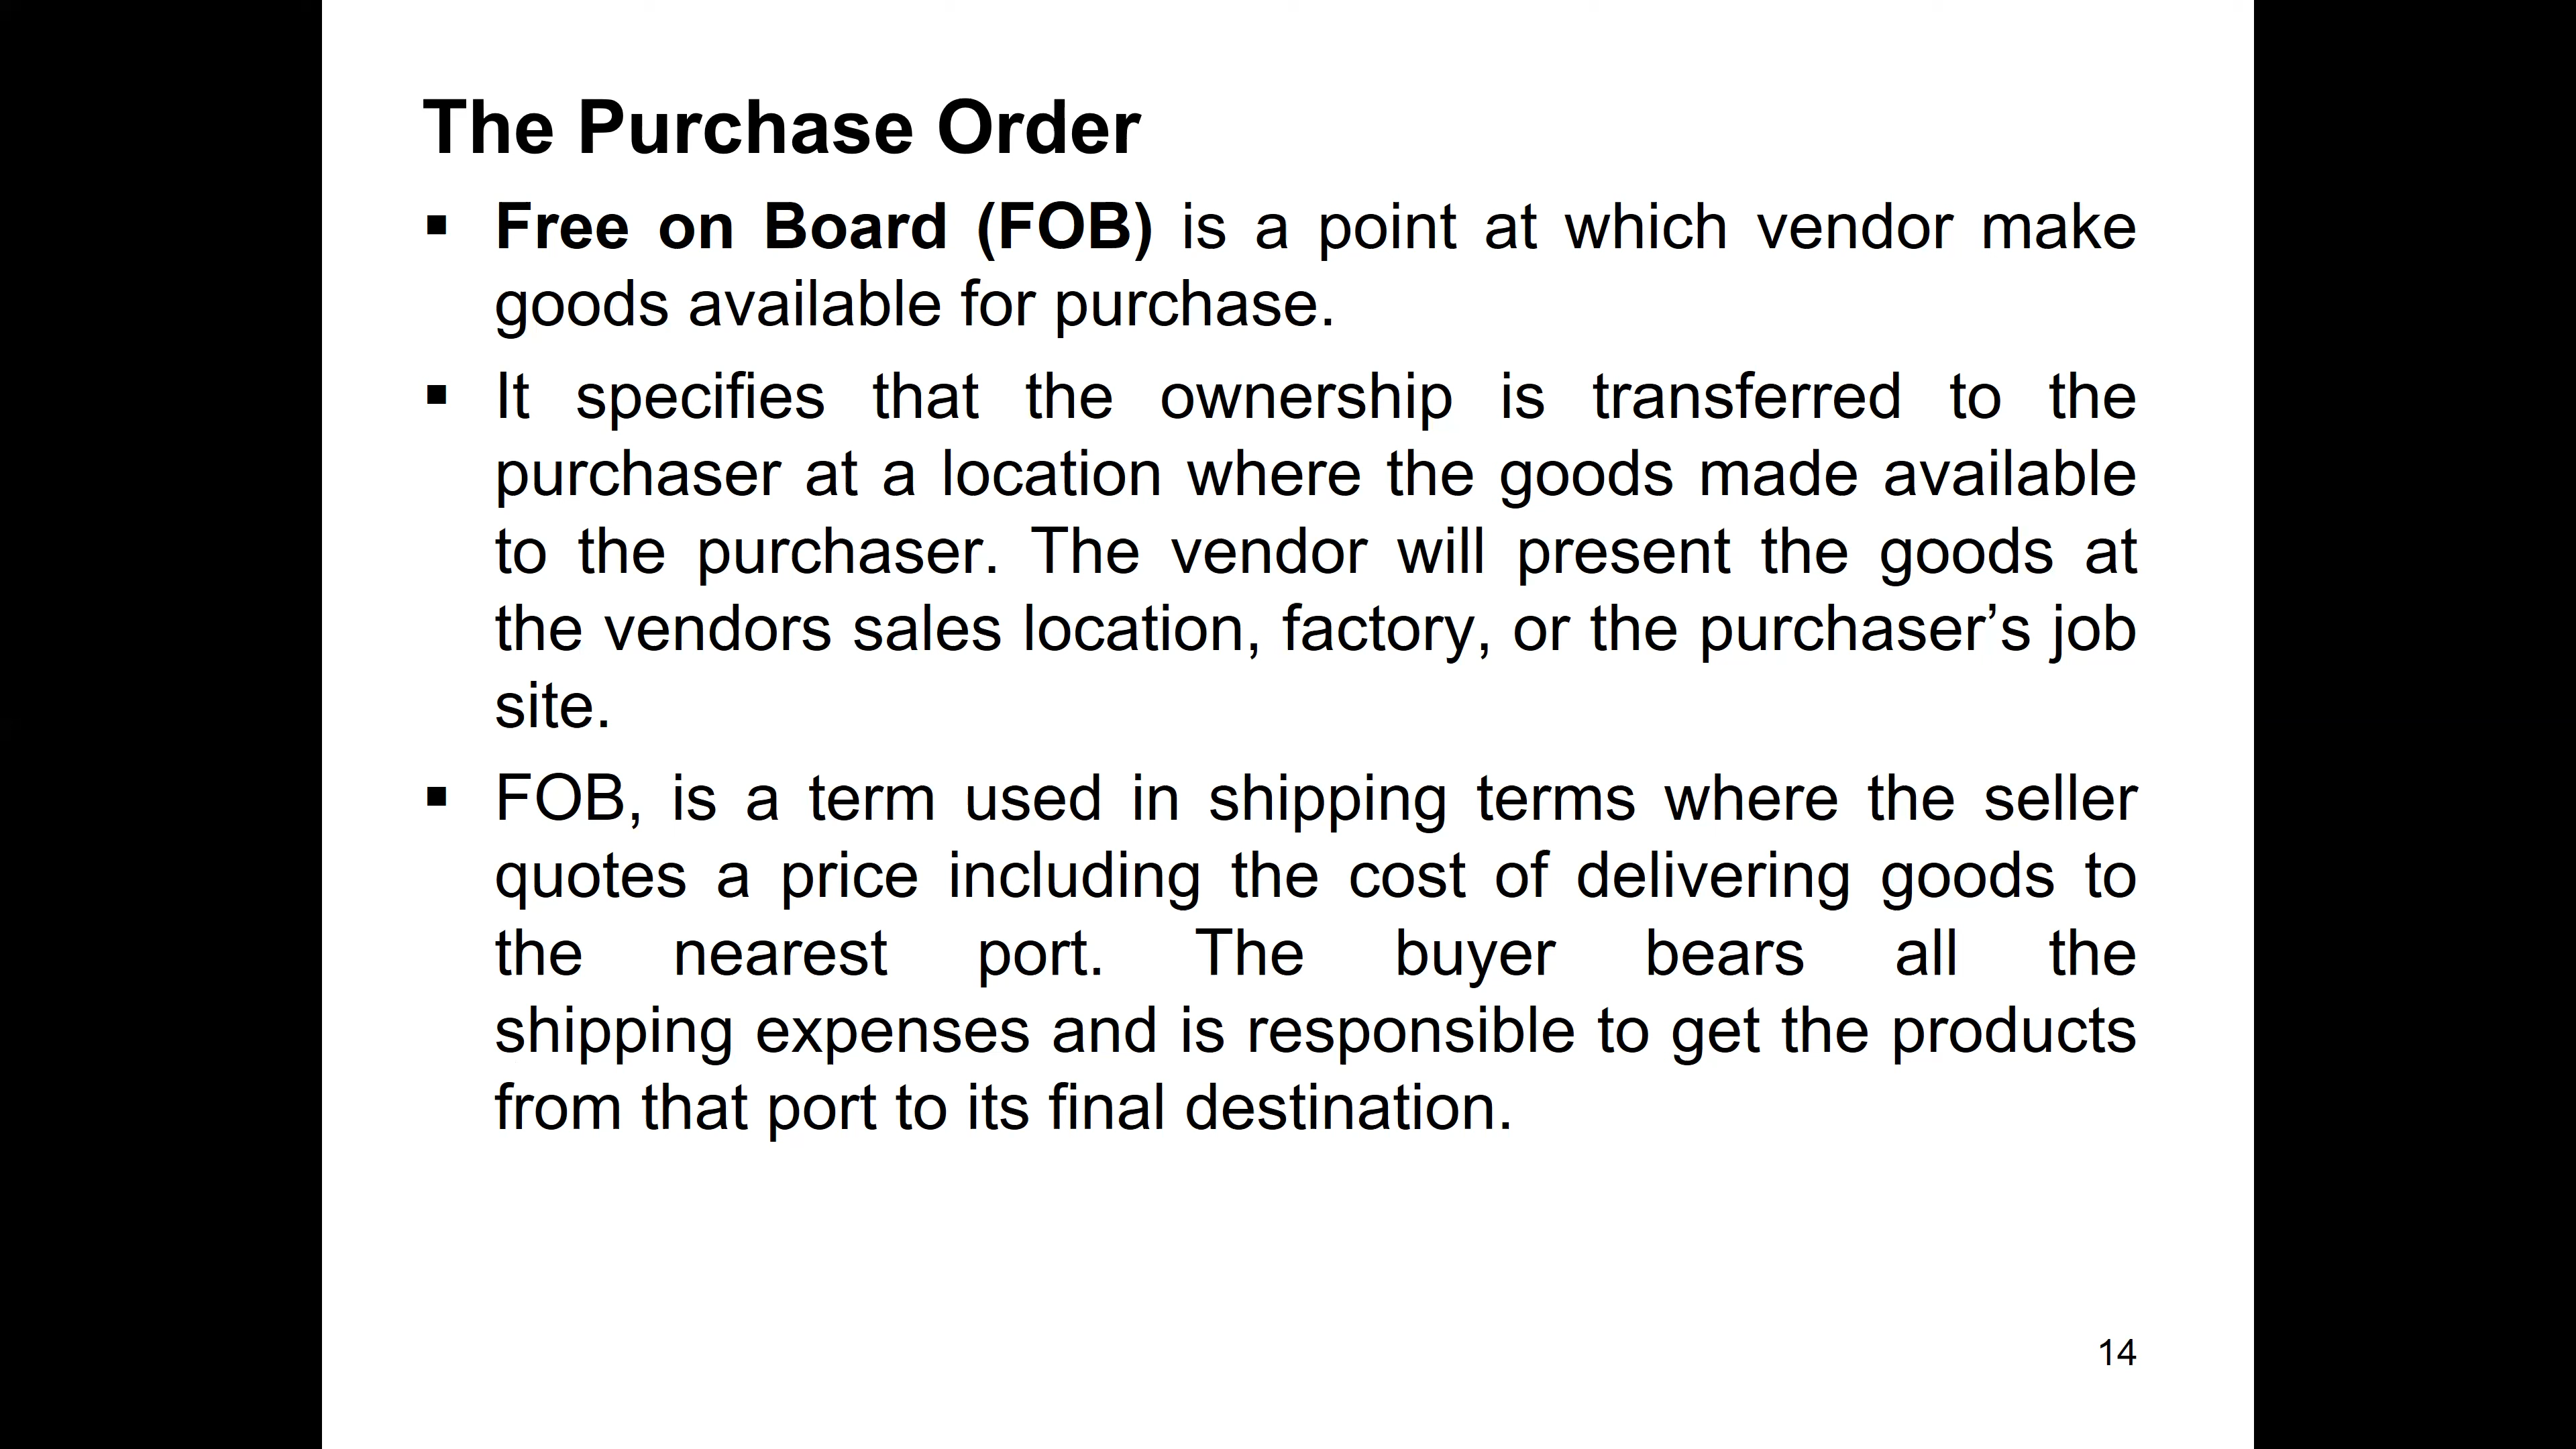 The Purchase Order
▪ Free on Board (FOB) is a point at which vendor make
goods available for purchase.
▪ It specifies that the ownership is transferred to the
purchaser at a location where the goods made available
to the purchaser. The vendor will present the goods at
the vendors sales location, factory, or the purchaser’s job
site.
▪ FOB, is a term used in shipping terms where the seller
quotes a price including the cost of delivering goods to
the nearest port. The buyer bears all the
shipping expenses and is responsible to get the products
from that port to its final destination.
14